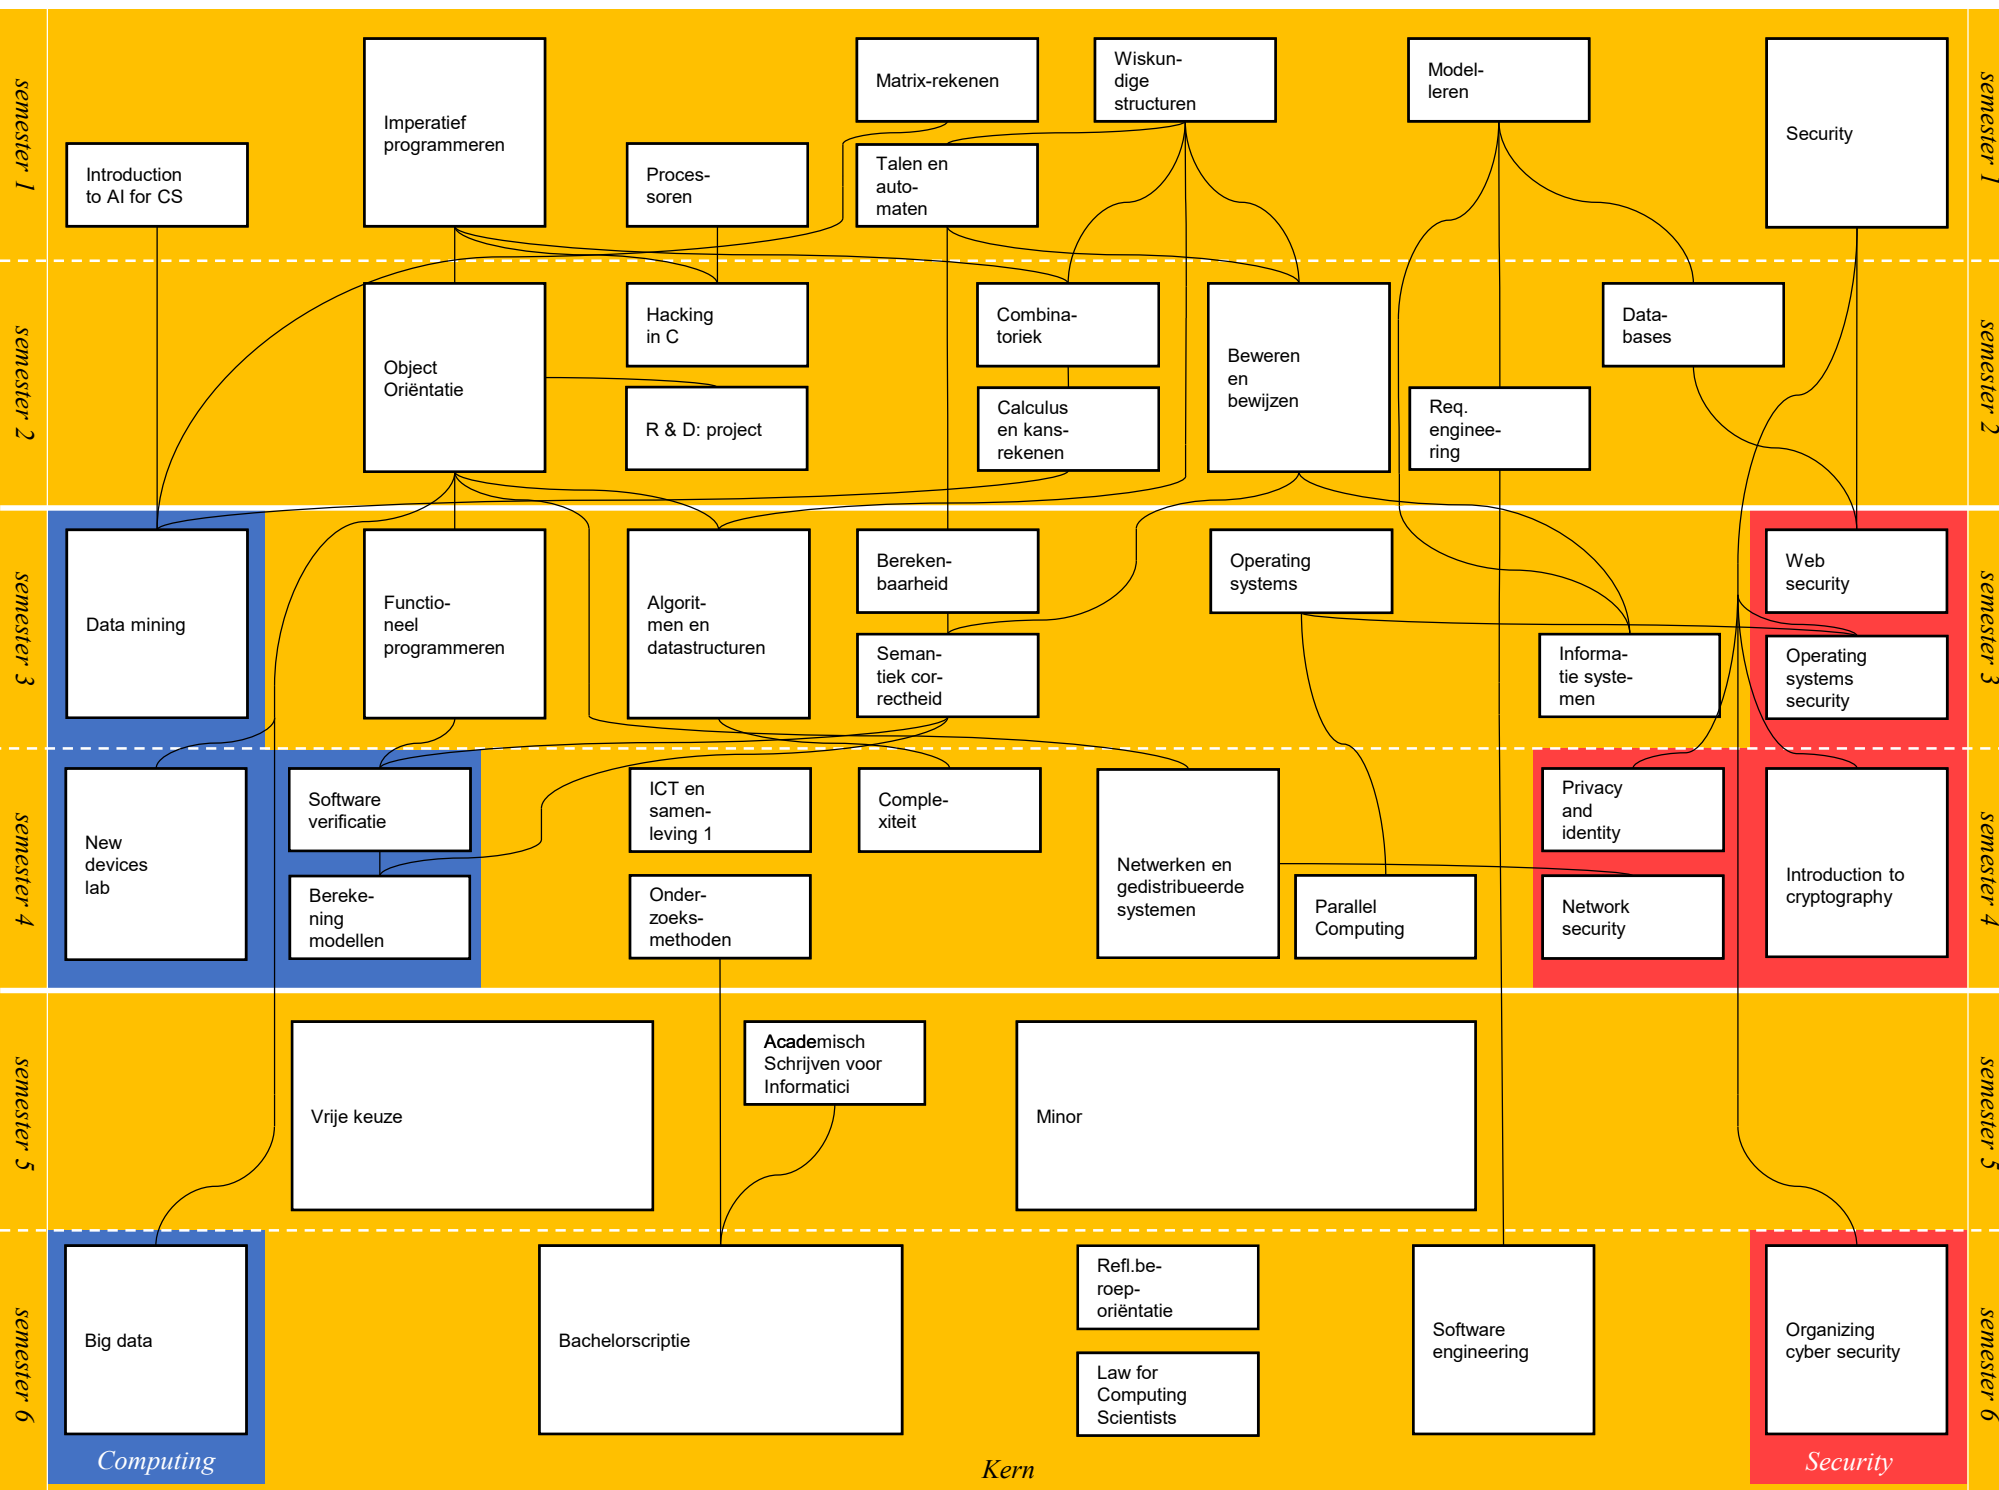 semester 1
Imperatief
programmeren
Matrix-rekenen
Wiskun-
dige
structuren
Model-
leren
Security
semester 1
Introduction
to AI for CS
Proces-
soren
Talen en
auto-
maten
semester 2
Object
Oriëntatie
Hacking
in C
Combina-
toriek
Beweren
en
bewijzen
Data-
bases
semester 2
R & D: project
Calculus
en kans-
rekenen
Req.
enginee-
ring
semester 3
Data mining
Functio-
neel
programmeren
Algorit-
men en
datastructuren
Bereken-
baarheid
Operating
systems
Web
security
semester 3
Seman-
tiek cor-
rectheid
Informa-
tie syste-
men
Operating
systems
security
semester 4
New
devices
lab
Software
verificatie
ICT en
samen-
leving 1
Comple-
xiteit
Netwerken en
gedistribueerde
systemen
Privacy
and
identity
Introduction to
cryptography
semester 4
Bereke-
ning
modellen
Onder-
zoeks-
methoden
Parallel
Computing
Network
security
semester 5
Vrije keuze
Academisch
Schrijven voor
Informatici
Minor
semester 5
semester 6
Big data
Bachelorscriptie
Refl.be-
roep-
oriëntatie
Law for
Computing
Scientists
Software
engineering
Organizing
cyber security
semester 6
Computing
Kern
Security